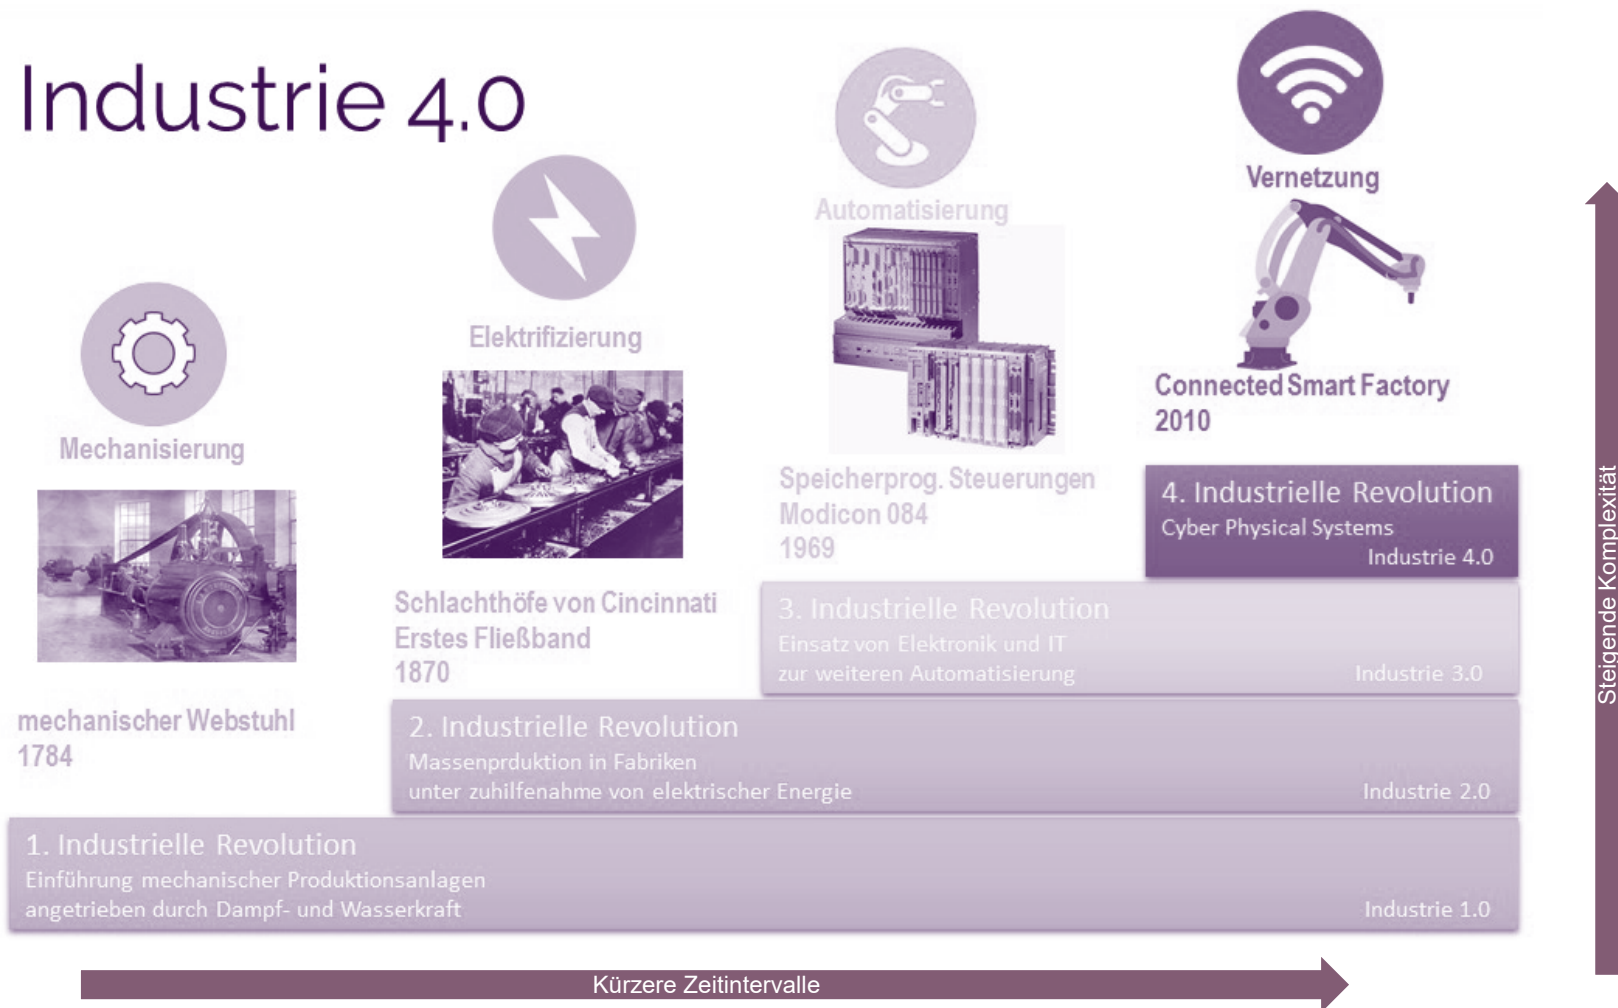 Industrie 4.0
Mechanisierung
mechanischer Webstuhl
1784
Elektrifizierung
Schlachthöfe von Cincinnati
Erstes Fließband
1870
Automatisierung
Speicherprog. Steuerungen
Modicon 084
1969
Vernetzung
Connected Smart Factory
2010
4. Industrielle Revolution
Cyber Physical Systems
Industrie 4.0
3. Industrielle Revolution
Einsatz von Elektronik und IT
zur weiteren Automatisierung
Industrie 3.0
2. Industrielle Revolution
Massenprduktion in Fabriken
unter zuhilfenahme von elektrischer Energie
Industrie 2.0
1. Industrielle Revolution
Einführung mechanischer Produktionsanlagen
angetrieben durch Dampf- und Wasserkraft
Industrie 1.0
Kürzere Zeitintervalle
Steigende Komplexität